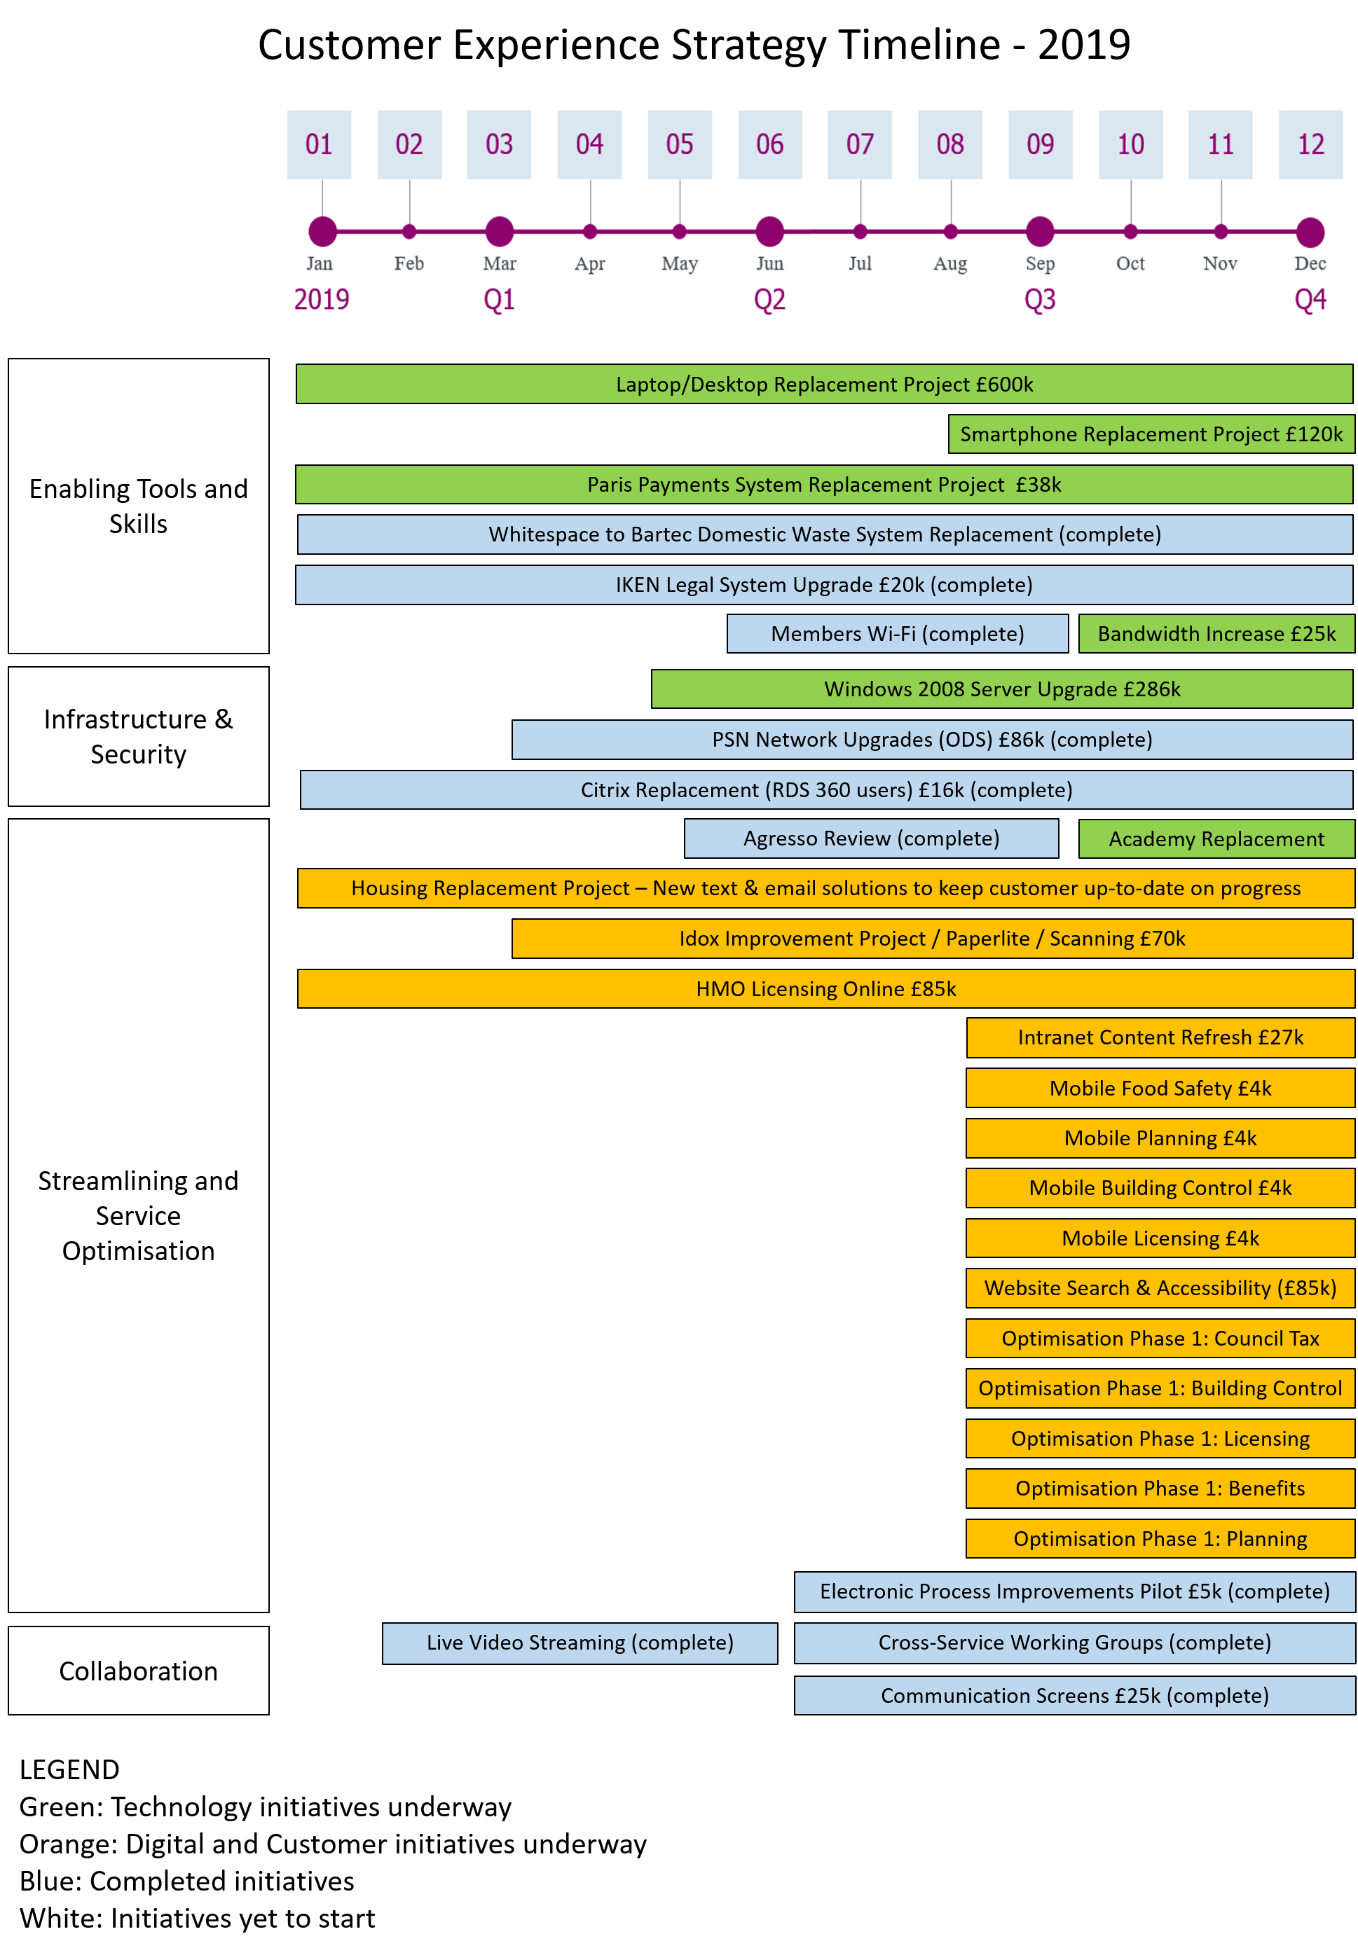 Customer Experience Strategy Timeline - 2019
01 02 03 04 05 06 07 08 09 10 11 12
Jan Feb Mar Apr May Jun Jul Aug Sep Oct Nov Dec
2019 Q1 Q2 Q3 Q4
Enabling Tools and
Skills
Laptop/Desktop Replacement Project £600k
Smartphone Replacement Project £120k
Paris Payments System Replacement Project £38k
Whitespace to Bartec Domestic Waste System Replacement (complete)
IKEN Legal System Upgrade £20k (complete)
Members Wi-Fi (complete)
Bandwidth Increase £25k
Infrastructure &
Security
Windows 2008 Server Upgrade £286k
PSN Network Upgrades (ODS) £86k (complete)
Citrix Replacement (RDS 360 users) £16k (complete)
Streamlining and
Service
Optimisation
Agresso Review (complete)
Academy Replacement
Housing Replacement Project – New text & email solutions to keep customer up-to-date on progress
Idox Improvement Project / Paperlite / Scanning £70k
HMO Licensing Online £85k
Intranet Content Refresh £27k
Mobile Food Safety £4k
Mobile Planning £4k
Mobile Building Control £4k
Mobile Licensing £4k
Website Search & Accessibility (£85k)
Optimisation Phase 1: Council Tax
Optimisation Phase 1: Building Control
Optimisation Phase 1: Licensing
Optimisation Phase 1: Benefits
Optimisation Phase 1: Planning
Electronic Process Improvements Pilot £5k (complete)
Collaboration
Live Video Streaming (complete)
Cross-Service Working Groups (complete)
Communication Screens £25k (complete)
LEGEND
Green: Technology initiatives underway
Orange: Digital and Customer initiatives underway
Blue: Completed initiatives
White: Initiatives yet to start